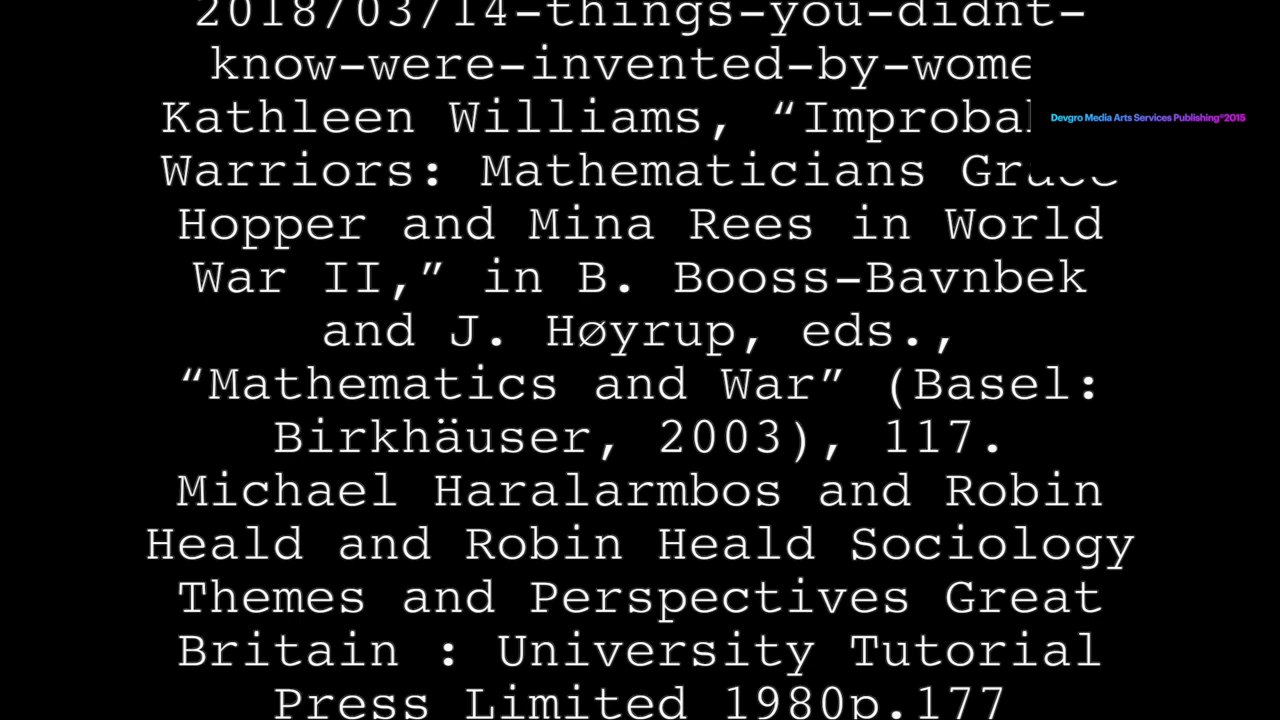 2018/03/14-things-you-didnt-
know-were-invented-by-wome
Kathleen Williams, “Improbal
Devgro Media Arts Services Publishing©2015
Warriors: Mathematicians Grace
Hopper and Mina Rees in World
War II,” in B. Booss-Bavnbek
and J. Høyrup, eds.,
“Mathematics and War” (Basel:
Birkhäuser, 2003), 117.
Michael Haralarmbos and Robin
Heald and Robin Heald Sociology
Themes and Perspectives Great
Britain : University Tutorial
Press Limited 1980p.177